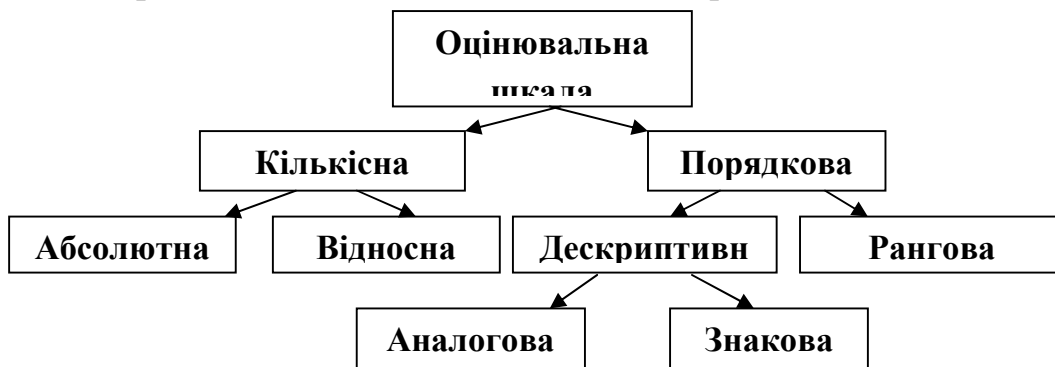 Оцінювальна
шкала
Кількісна
Порядкова
Абсолютна
Відносна
Дескриптивн
Рангова
Аналогова
Знакова